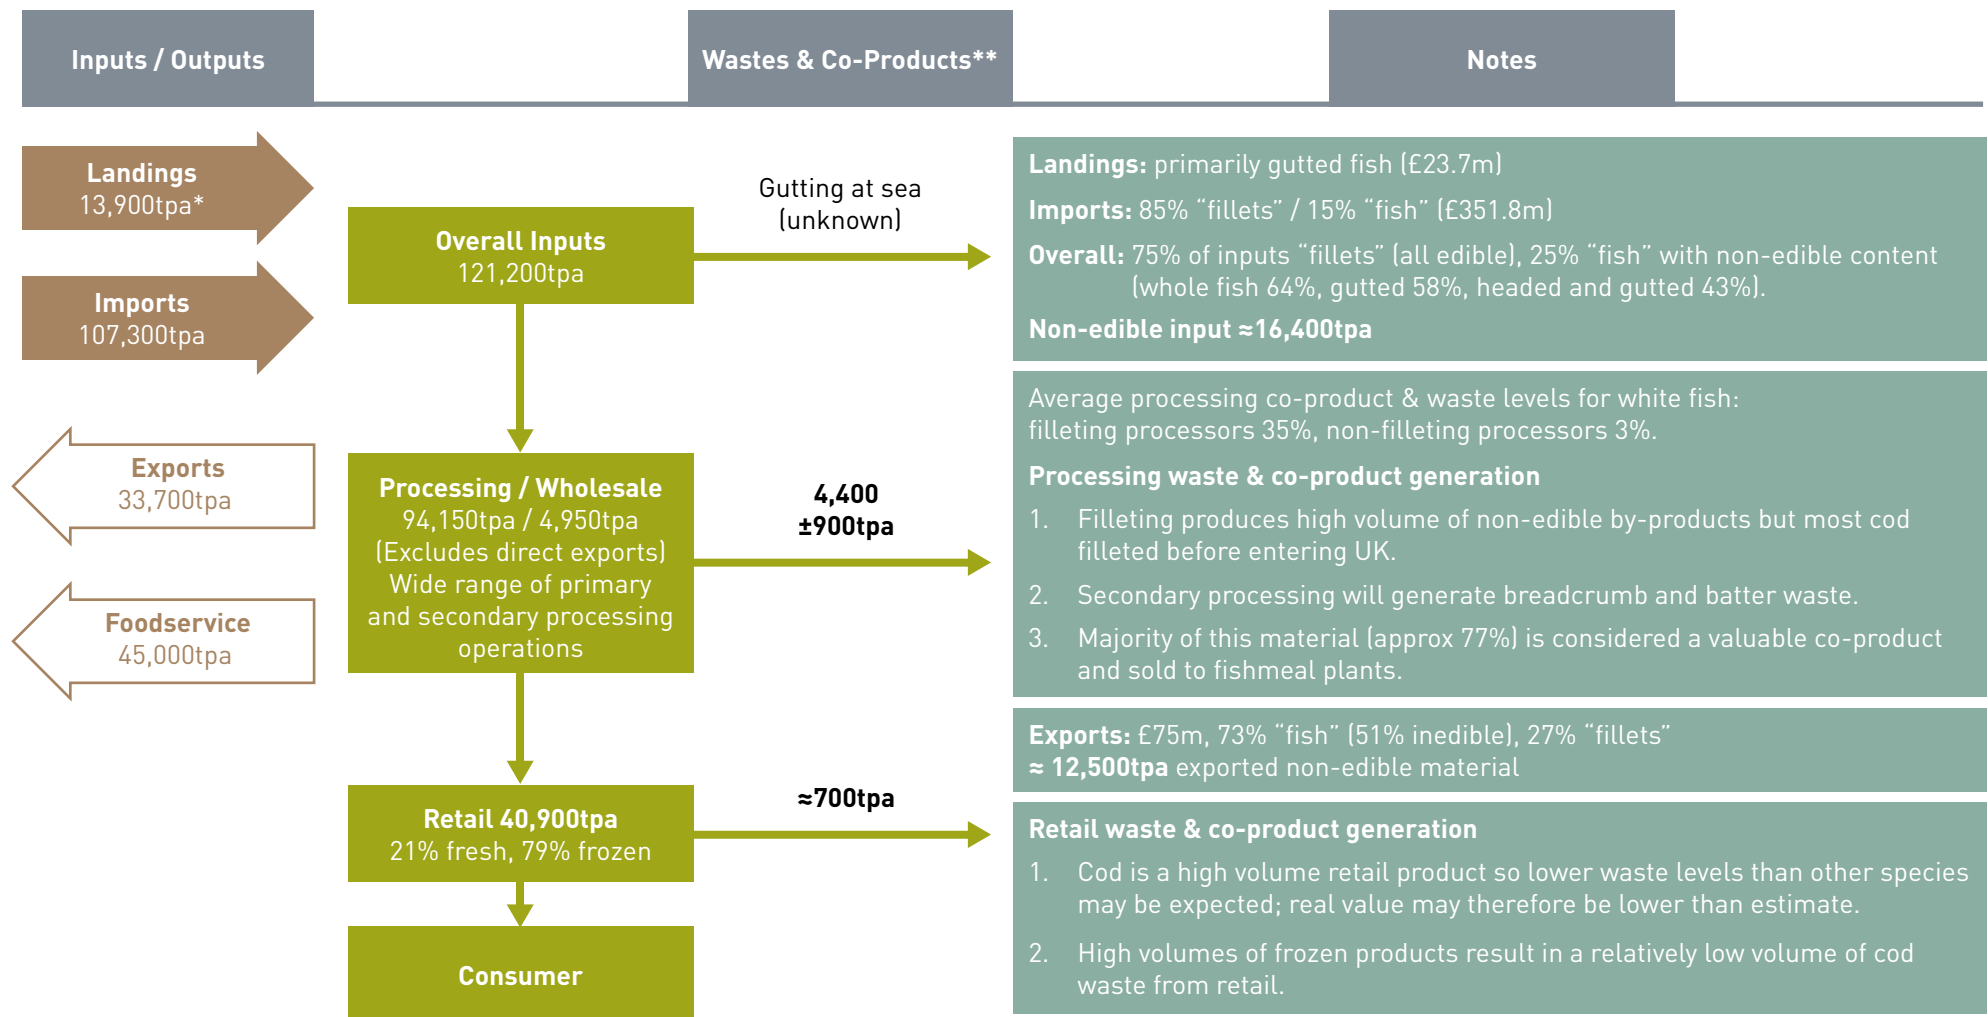 Inputs / Outputs
Wastes & Co-Products**
Notes
Landings
13,900tpa*
Imports
107,300tpa
Exports
33,700tpa
Foodservice
45,000tpa
Overall Inputs
121,200tpa
Processing / Wholesale
94,150tpa / 4,950tpa
(Excludes direct exports)
Wide range of primary
and secondary processing
operations
Retail 40,900tpa
21% fresh, 79% frozen
Consumer
Gutting at sea
(unknown)
4,400
±900tpa
≈700tpa
Landings: primarily gutted fish (£23.7m)
Imports: 85% “fillets” / 15% “fish” (£351.8m)
Overall: 75% of inputs “fillets” (all edible), 25% “fish” with non-edible content
(whole fish 64%, gutted 58%, headed and gutted 43%).
Non-edible input ≈16,400tpa
Average processing co-product & waste levels for white fish:
filleting processors 35%, non-filleting processors 3%.
Processing waste & co-product generation
1. Filleting produces high volume of non-edible by-products but most cod
filleted before entering UK.
2. Secondary processing will generate breadcrumb and batter waste.
3. Majority of this material (approx 77%) is considered a valuable co-product
and sold to fishmeal plants.
Exports: £75m, 73% “fish” (51% inedible), 27% “fillets”
≈ 12,500tpa exported non-edible material
Retail waste & co-product generation
1. Cod is a high volume retail product so lower waste levels than other species
may be expected; real value may therefore be lower than estimate.
2. High volumes of frozen products result in a relatively low volume of cod
waste from retail.